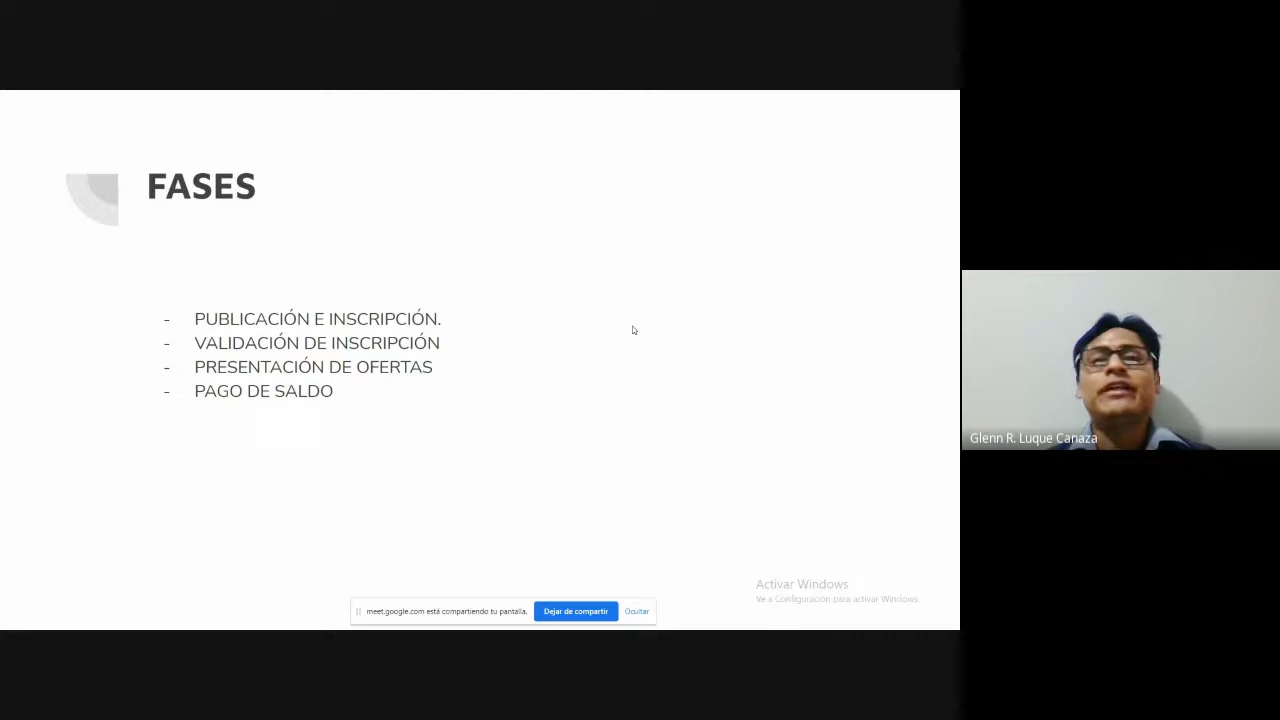 FASES
- PUBLICACIÓN E INSCRIPCIÓN.
- VALIDACIÓN DE INSCRIPCIÓN
- PRESENTACIÓN DE OFERTAS
- PAGO DE SALDO
Glenn R. Luque Canaza
Activar Windows
Ve a Configuración para activar Windows.
meet.google.com está compartiendo tu pantalla. Dejar de compartir Ocultar